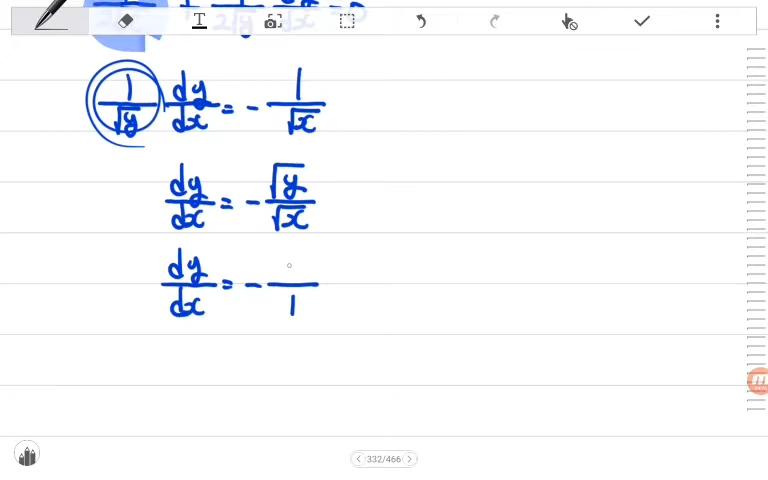 1/√y dy/dx = - 1/√x
dy/dx = - √y/√x
dy/dx = - /1
332/466